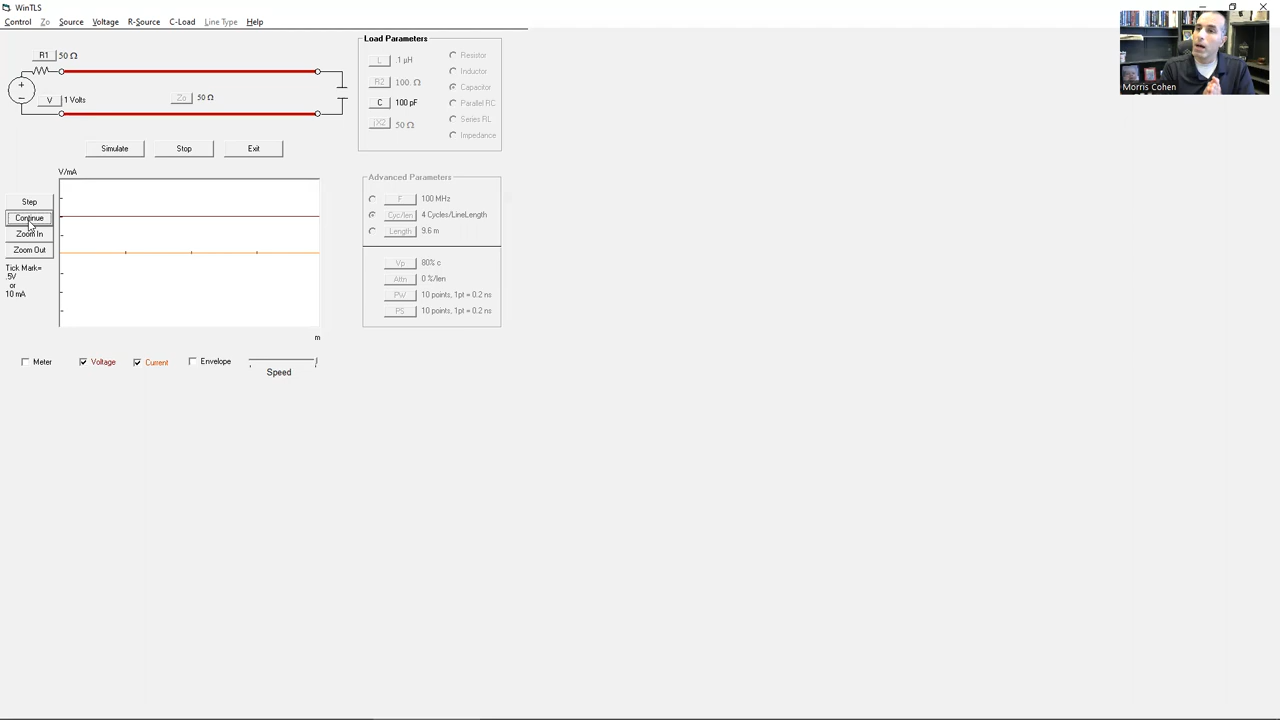 WinTLS
Control Zo Source Voltage R-Source C-Load Line Type Help
R1 50 Ω
V 1 Volts
Zo 50 Ω
Simulate Stop Exit
Load Parameters
L .1 µH
R2 100. Ω
C 100 pF
jX2 50 Ω
Resistor
Inductor
Capacitor
Parallel RC
Series RL
Impedance
V/mA
Step
Continue
Zoom In
Zoom Out
Tick Mark=
.5V
or
10 mA
m
Advanced Parameters
F 100 MHz
Cyc/len 4 Cycles/LineLength
Length 9.6 m
Vp 80% c
Attn 0 %/len
PW 10 points, 1pt = 0.2 ns
PS 10 points, 1pt = 0.2 ns
Meter Voltage Current Envelope
Speed
Morris Cohen